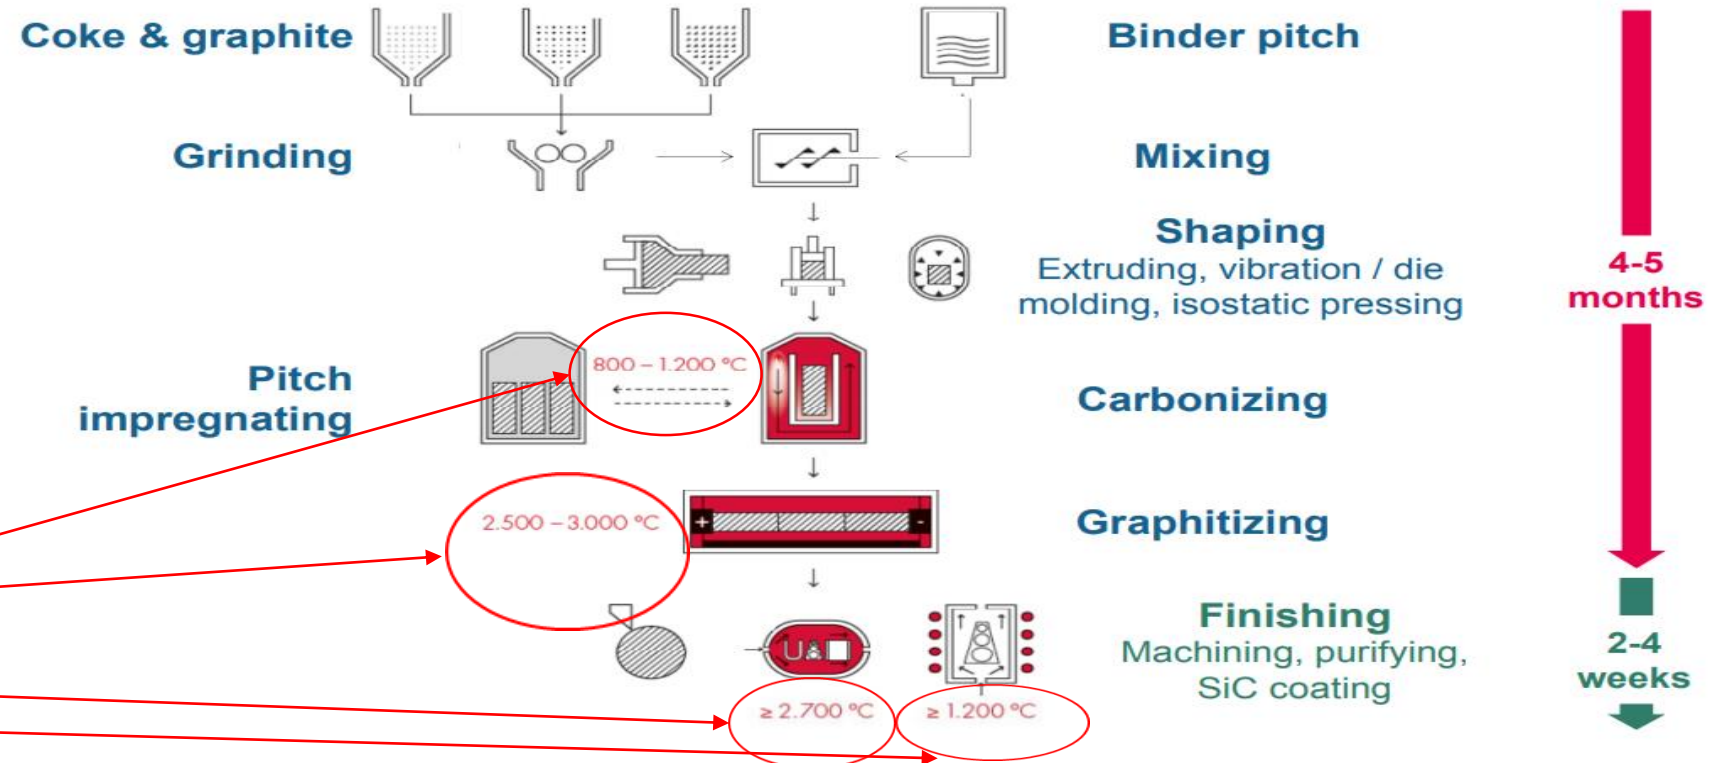 Coke & graphite
Binder pitch
Grinding
Mixing
Shaping
Extruding, vibration / die
molding, isostatic pressing
4-5
months
800 – 1.200 °C
Pitch
impregnating
Carbonizing
2.500 – 3.000 °C
+
-
Graphitizing
Finishing
Machining, purifying,
SiC coating
2-4
weeks
≥ 2.700 °C
≥ 1.200 °C